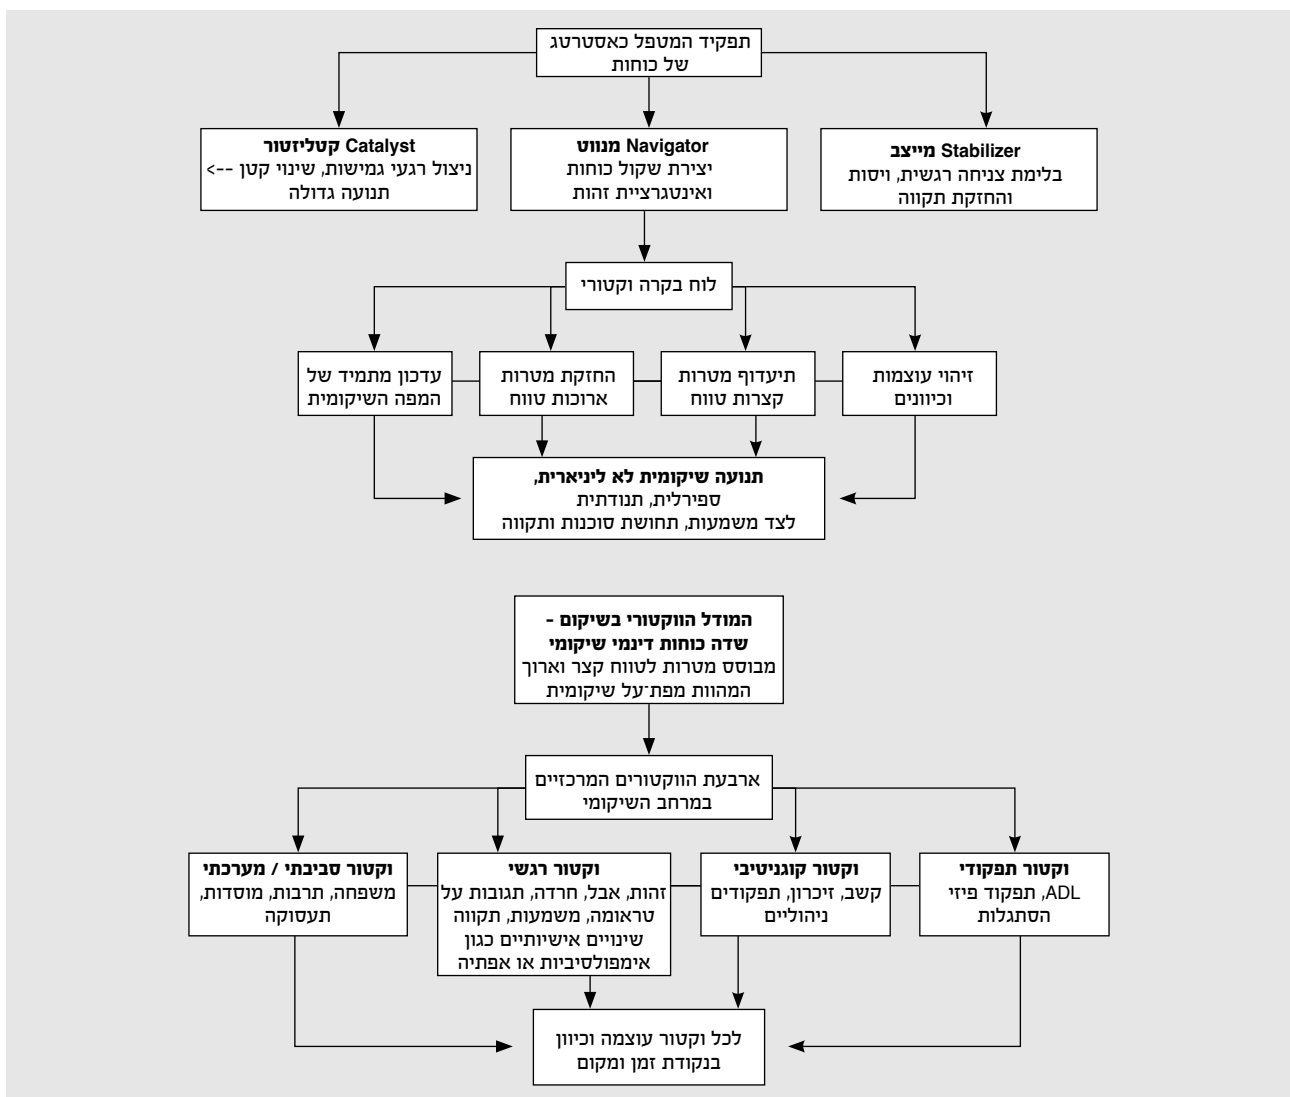 תפקיד המטפל כאסטרטג
של כוחות
Stabilizer מייצב
בלימת צניחה רגשית, ויסות
והחזקת תקווה
Navigator מנווט
יצירת שקול כוחות
ואינטגרציית זהות
Catalyst קטליזטור
ניצול רגעי גמישות, שינוי קטן -->
תנועה גדולה
לוח בקרה וקטורי
זיהוי עוצמות
וכיוונים
תיעדוף מטרות
קצרות טווח
החזקת מטרות
ארוכות טווח
עדכון מתמיד של
המפה השיקומית
תנועה שיקומית לא ליניארית,
ספירלית, תנודתית
לצד משמעות, תחושת סוכנות ותקווה
המודל הווקטורי בשיקום -
שדה כוחות דינמי שיקומי
מבוסס מטרות לטווח קצר וארוך
המהוות מפת־על שיקומית
ארבעת הווקטורים המרכזיים
במרחב השיקומי
וקטור תפקודי
ADL, תפקוד פיזי
הסתגלות
וקטור קוגניטיבי
קשב, זיכרון, תפקודים
ניהוליים
וקטור רגשי
זהות, אבל, חרדה, תגובות על
טראומה, משמעות, תקווה
שינויים אישיותיים כגון
אימפולסיביות או אפתיה
וקטור סביבתי / מערכתי
משפחה, תרבות, מוסדות,
תעסוקה
לכל וקטור עוצמה וכיוון
בנקודת זמן ומקום